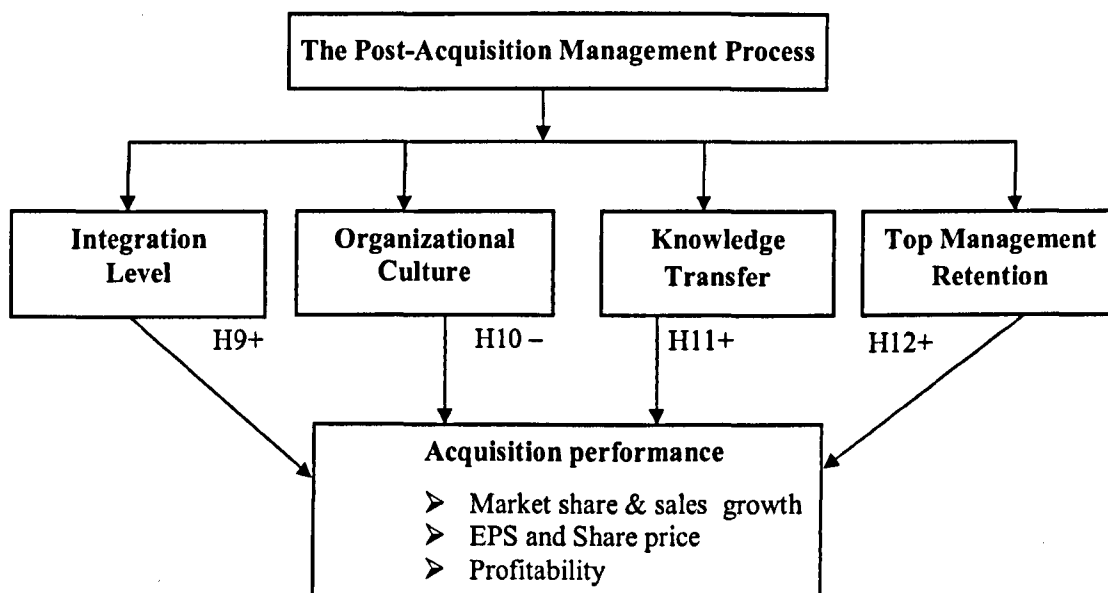 The Post-Acquisition Management Process
Integration
Level
Organizational
Culture
Knowledge
Transfer
Top Management
Retention
H9+
H10 –
H11+
H12+
Acquisition performance
➢ Market share & sales growth
➢ EPS and Share price
➢ Profitability